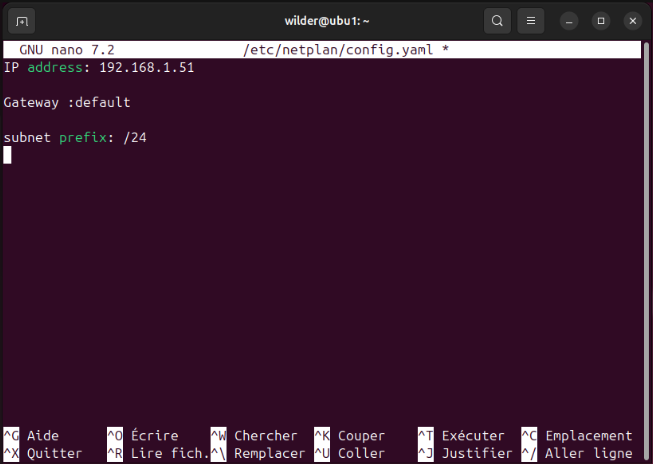 wilder@ubu1: ~
GNU nano 7.2 /etc/netplan/config.yaml *
IP address: 192.168.1.51
Gateway :default
subnet prefix: /24
^G Aide ^O Écrire ^W Chercher ^K Couper ^T Exécuter ^C Emplacement
^X Quitter ^R Lire fich. ^\ Remplacer ^U Coller ^J Justifier ^/ Aller ligne